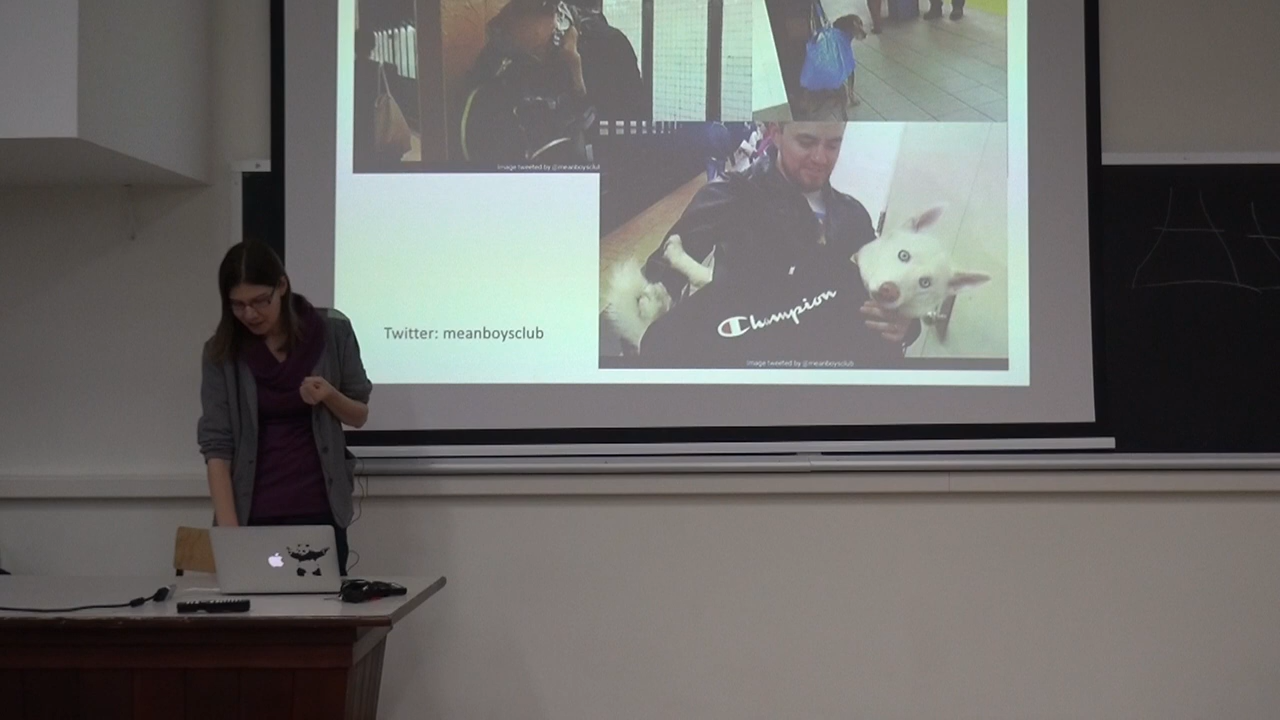 Image tweeted by @meanboysclub
Champion
Twitter: meanboysclub
Image tweeted by @meanboysclub